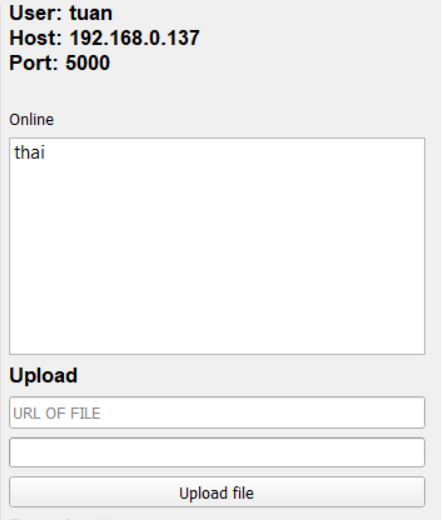 User: tuan
Host: 192.168.0.137
Port: 5000
Online
thai
Upload
URL OF FILE
Upload file